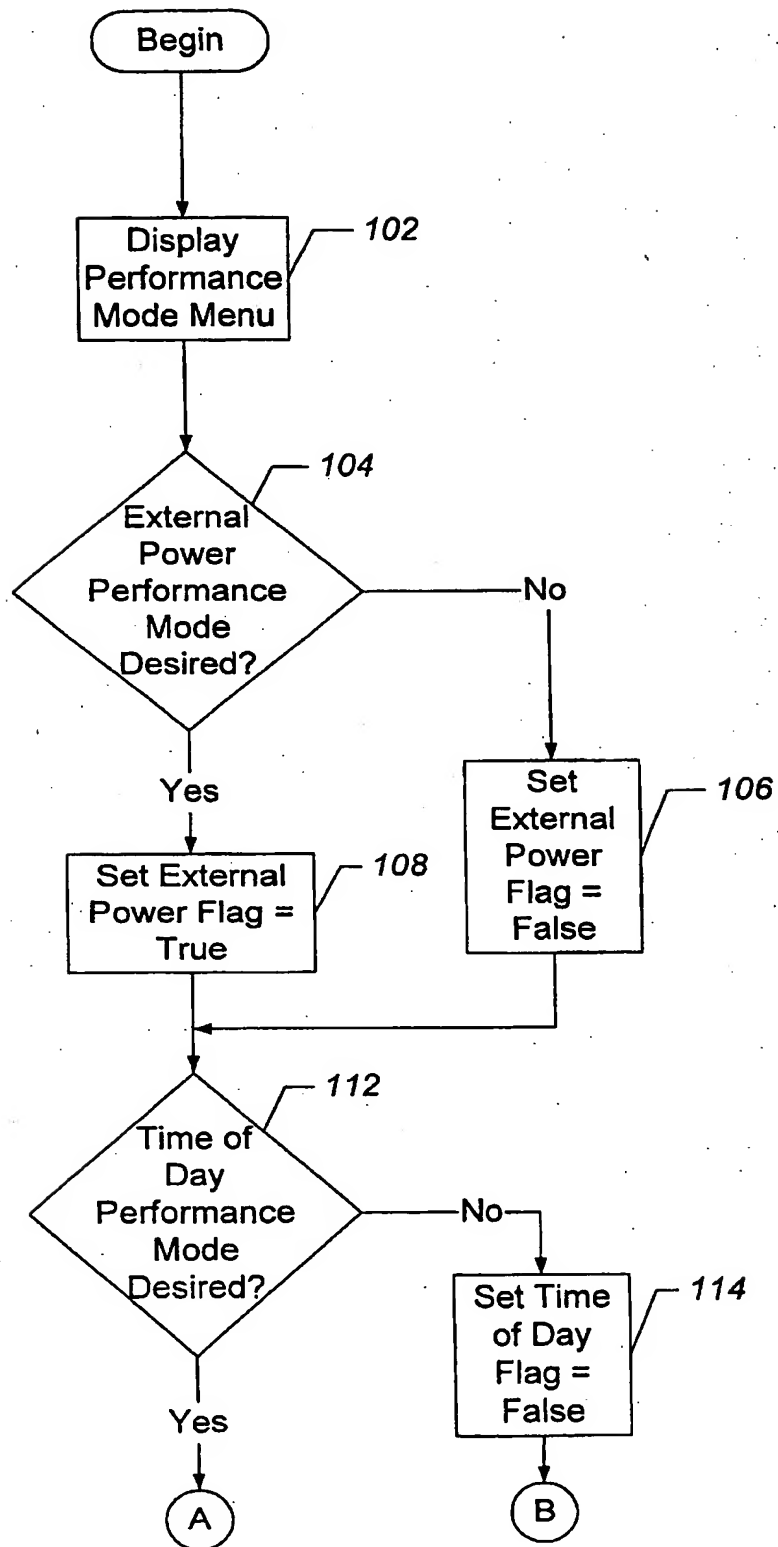 Begin
Display
Performance
Mode Menu
102
104
External
Power
Performance
Mode
Desired?
No
Yes
Set
External
Power
Flag =
False
106
Set External
Power Flag =
True
108
112
Time of
Day
Performance
Mode
Desired?
No
Set Time
of Day
Flag =
False
114
Yes
A
B